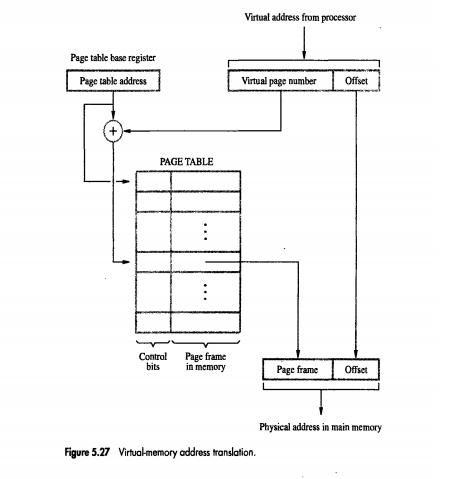 Virtual address from processor
Page table base register
Page table address
Virtual page number
Offset
+
PAGE TABLE
Control
bits
Page frame
in memory
Page frame
Offset
Physical address in main memory
Figure 5.27 Virtual-memory address translation.